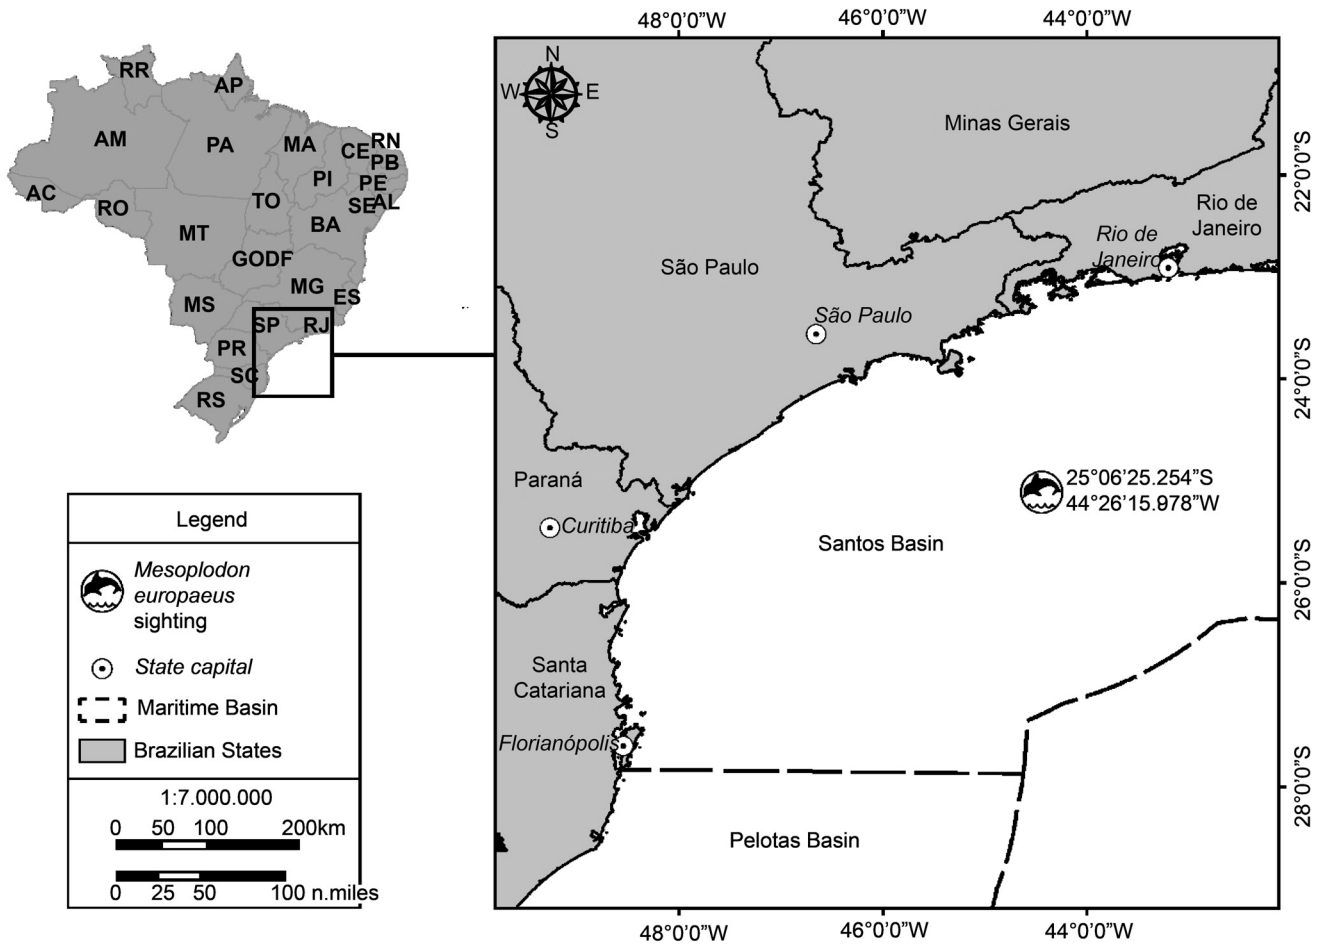 48°0'0"W 46°0'0"W 44°0'0"W
N
W E
S
RR
AP
AM
PA
MA
CE
RN
PB
PI
PE
AC
TO
SE
AL
RO
BA
MT
GODF
MG
ES
MS
SP
RJ
PR
SC
RS
Minas Gerais
Rio de
Janeiro
Rio de
Janeiro
São Paulo
São Paulo
Paraná
Curitiba
25°06'25.254"S
44°26'15.978"W
Santos Basin
Santa
Catariana
Florianópolis
Pelotas Basin
22°0'0"S
24°0'0"S
26°0'0"S
28°0'0"S
48°0'0"W 46°0'0"W 44°0'0"W
Legend
Mesoplodon
europaeus
sighting
State capital
Maritime Basin
Brazilian States
1:7.000.000
0 50 100 200km
0 25 50 100 n.miles